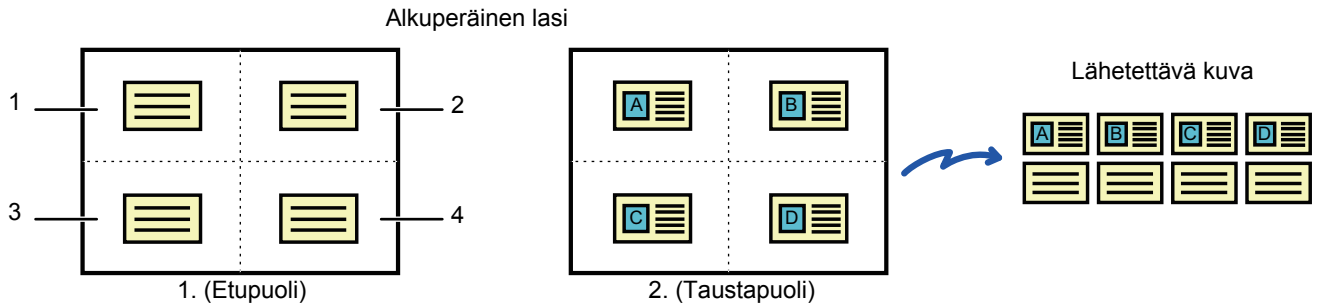 Alkuperäinen lasi
Lähetettävä kuva
1
2
3
4
A
B
C
D
A B C D
1. (Etupuoli)
2. (Taustapuoli)